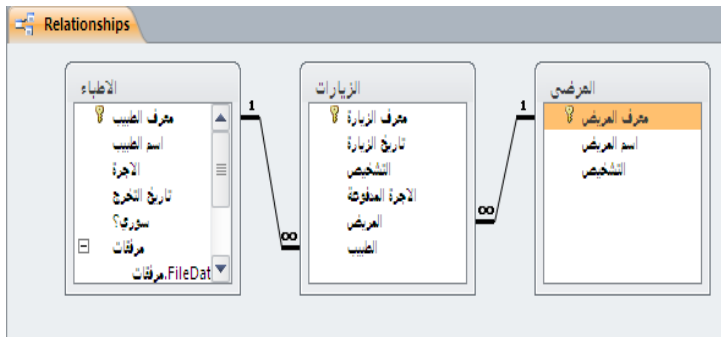 Relationships
المرضى
معرف المريض
اسم المريض
التشخيص
1
∞
الزيارات
معرف الزيارة
تاريخ الزيارة
التشخيص
الاجرة المدفوعة
المريض
الطبيب
1
∞
الاطباء
معرف الطبيب
اسم الطبيب
الاجرة
تاريخ التخرج
سوري؟
مرفقات
مرفقات.FileDat